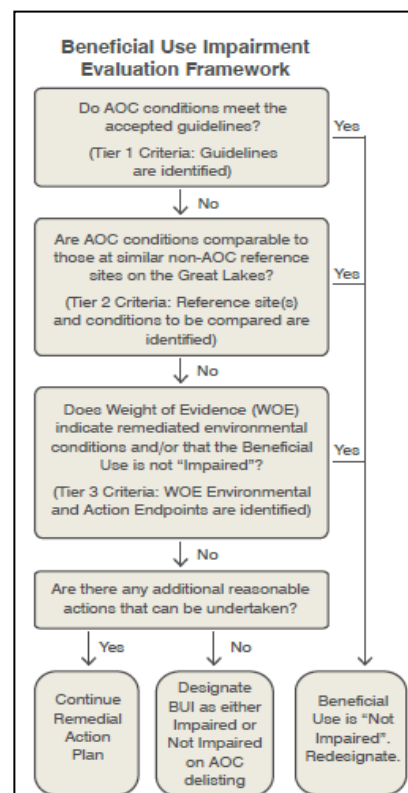 Beneficial Use Impairment
Evaluation Framework
Do AOC conditions meet the
accepted guidelines?
(Tier 1 Criteria: Guidelines
are identified)
Yes
No
Are AOC conditions comparable to
those at similar non-AOC reference
sites on the Great Lakes?
(Tier 2 Criteria: Reference site(s)
and conditions to be compared are
identified)
Yes
No
Does Weight of Evidence (WOE)
indicate remediated environmental
conditions and/or that the Beneficial
Use is not “Impaired”?
(Tier 3 Criteria: WOE Environmental
and Action Endpoints are identified)
Yes
No
Are there any additional reasonable
actions that can be undertaken?
Yes
No
Continue
Remedial
Action
Plan
Designate
BUI as either
Impaired or
Not Impaired
on AOC
delisting
Beneficial
Use is “Not
Impaired”.
Redesignate.